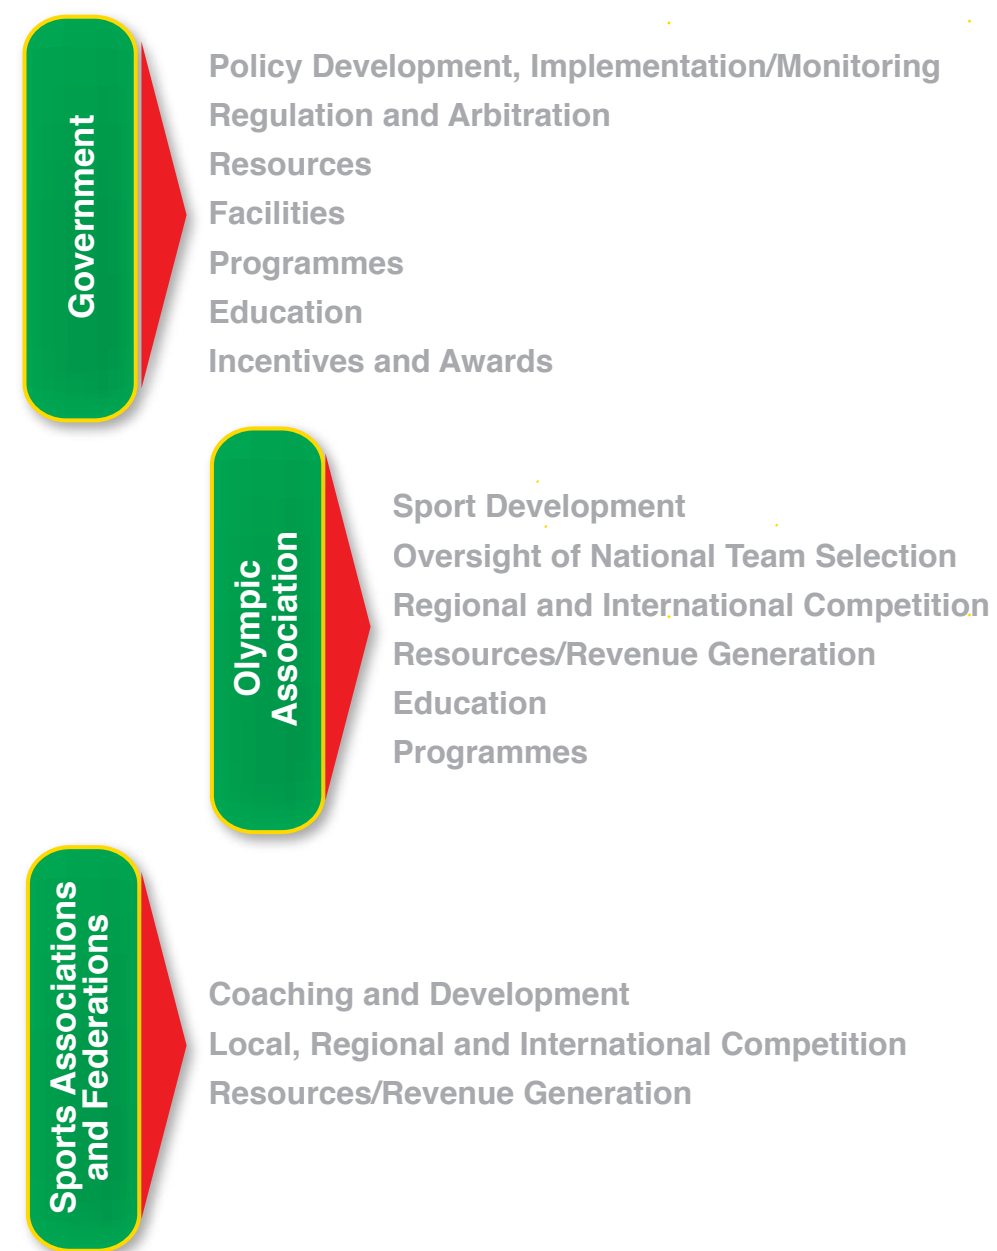 Government
Policy Development, Implementation/Monitoring
Regulation and Arbitration
Resources
Facilities
Programmes
Education
Incentives and Awards
Olympic
Association
Sport Development
Oversight of National Team Selection
Regional and International Competition
Resources/Revenue Generation
Education
Programmes
Sports Associations
and Federations
Coaching and Development
Local, Regional and International Competition
Resources/Revenue Generation